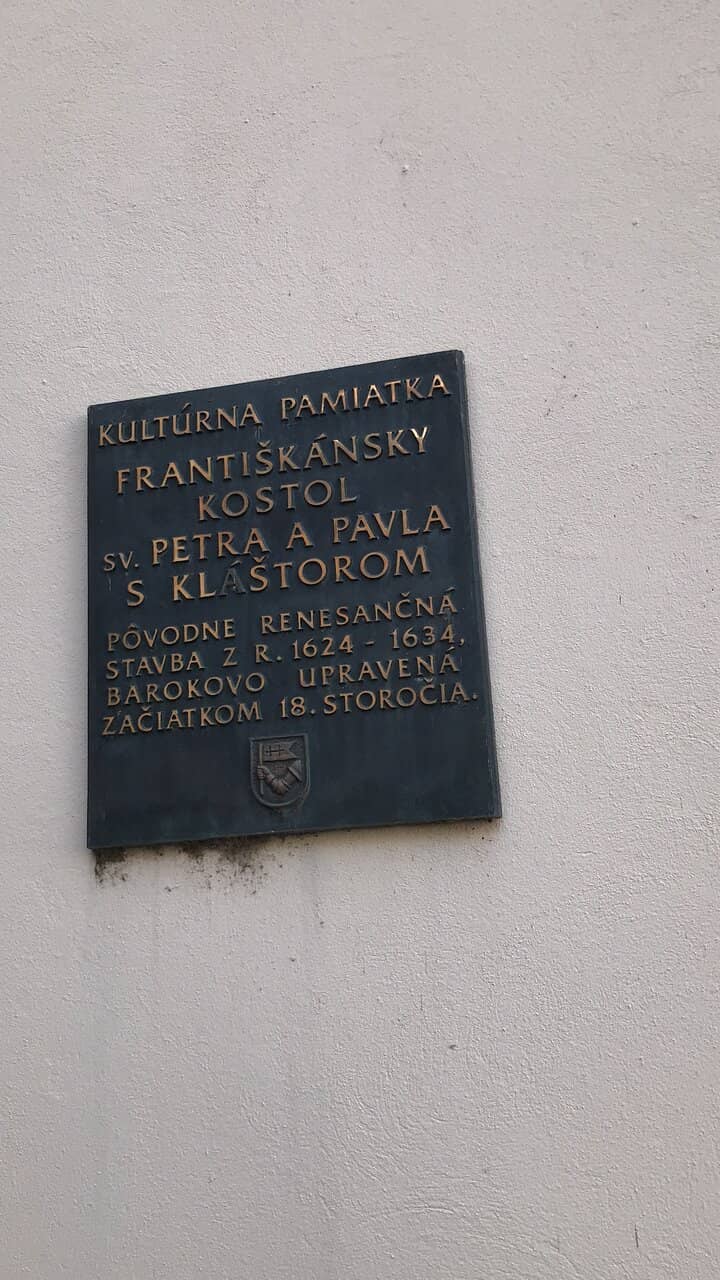 KULTÚRNA PAMIATKA
FRANTIŠKÁNSKY
KOSTOL
SV. PETRA A PAVLA
S KLÁŠTOROM
PÔVODNE RENESANČNÁ
STAVBA Z R. 1624 - 1634,
BAROKOVO UPRAVENÁ
ZAČIATKOM 18. STOROČIA.